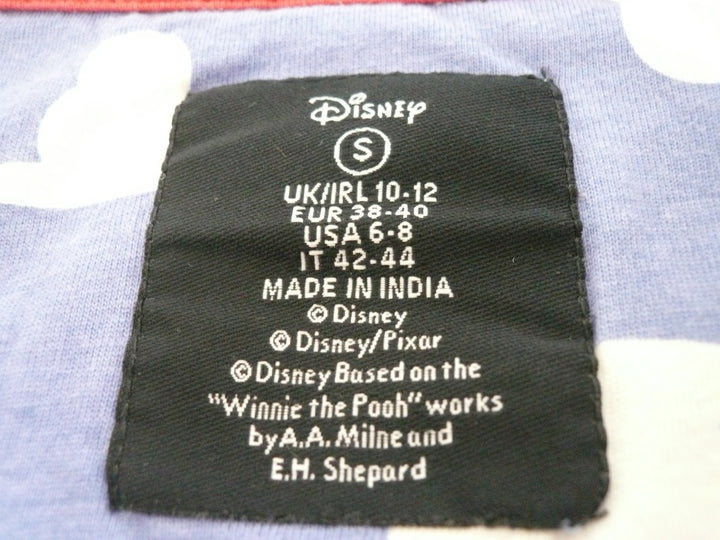 Disney
S
UK/IRL 10-12
EUR 38-40
USA 6-8
IT 42-44
MADE IN INDIA
© Disney
© Disney/Pixar
© Disney Based on the
"Winnie the Pooh" works
by A.A. Milne and
E.H. Shepard